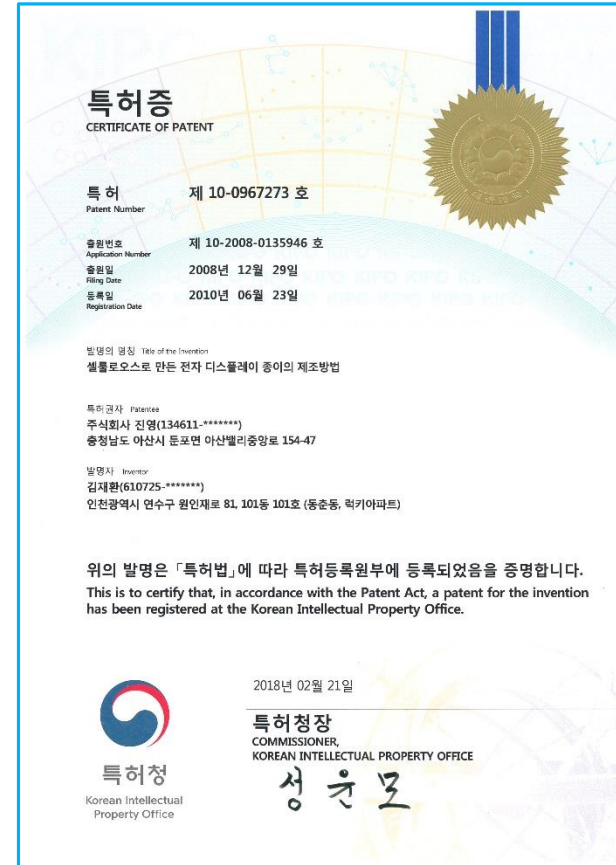 특허증
CERTIFICATE OF PATENT
특 허 제 10-0967273 호
Patent Number
출원번호 제 10-2008-0135946 호
Application Number
출원일 2008년 12월 29일
Filing Date
등록일 2010년 06월 23일
Registration Date
발명의 명칭 Title of the Invention
셀룰로오스로 만든 전자 디스플레이 종이의 제조방법
특허권자 Patentee
주식회사 진영(134611-*******)
충청남도 아산시 둔포면 아산밸리중앙로 154-47
발명자 Inventor
김재환(610725-*******)
인천광역시 연수구 원인재로 81, 101동 101호 (동춘동, 럭키아파트)
위의 발명은 「특허법」에 따라 특허등록원부에 등록되었음을 증명합니다.
This is to certify that, in accordance with the Patent Act, a patent for the invention
has been registered at the Korean Intellectual Property Office.
2018년 02월 21일
특허청장
COMMISSIONER,
KOREAN INTELLECTUAL PROPERTY OFFICE
성윤모
특허청
Korean Intellectual
Property Office